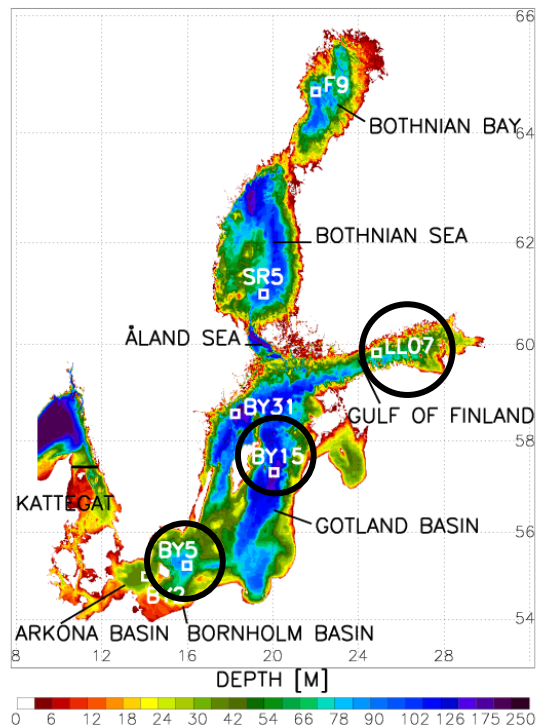 66
F9
BOTHNIAN BAY
64
BOTHNIAN SEA
62
SR5
ÅLAND SEA
60
LL07
BY31
GULF OF FINLAND
58
BY15
KATTEGAT
GOTLAND BASIN
56
BY5
BY2
54
ARKONA BASIN BORNHOLM BASIN
8 12 16 20 24 28
DEPTH [M]
0 3 6 12 18 24 30 42 54 66 78 90 102 126 175 250